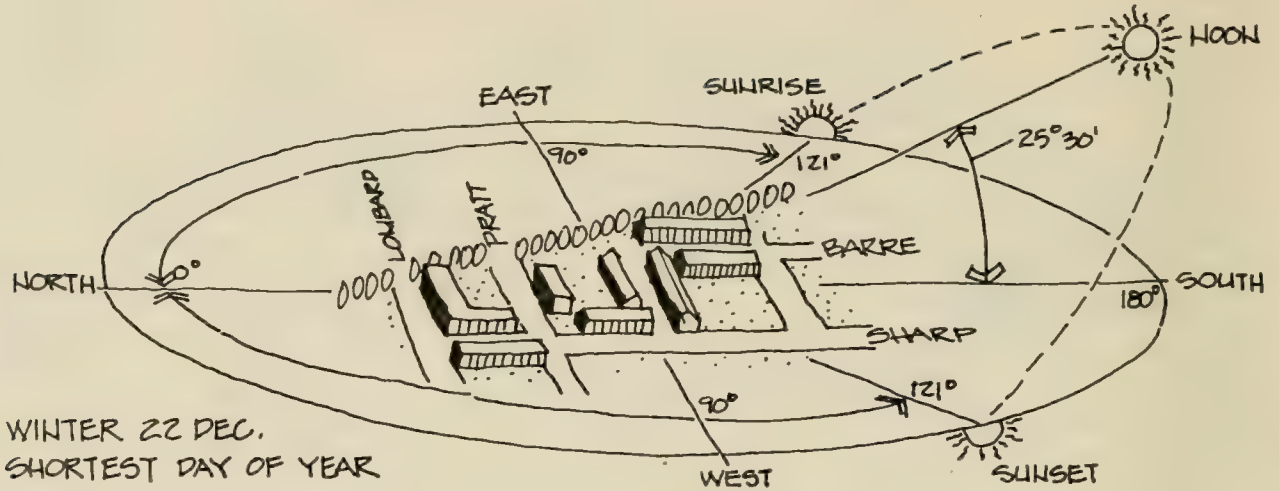 NOON
SUNRISE
EAST
25°30'
90°
121°
LOMBARD
PRATT
BARRE
NORTH
0°
SOUTH
180°
SHARP
121°
90°
WINTER 22 DEC.
SHORTEST DAY OF YEAR
WEST
SUNSET